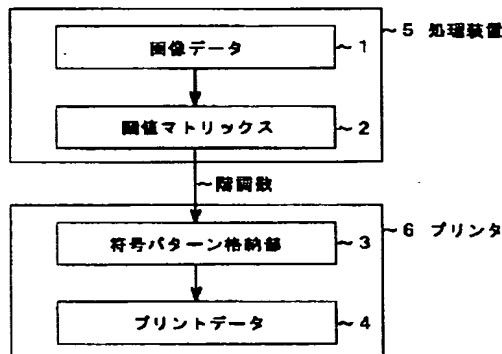 ~5 処理装置
画像データ ~1
閾値マトリックス ~2
~階調数
~6 プリンタ
符号パターン格納部 ~3
プリントデータ ~4